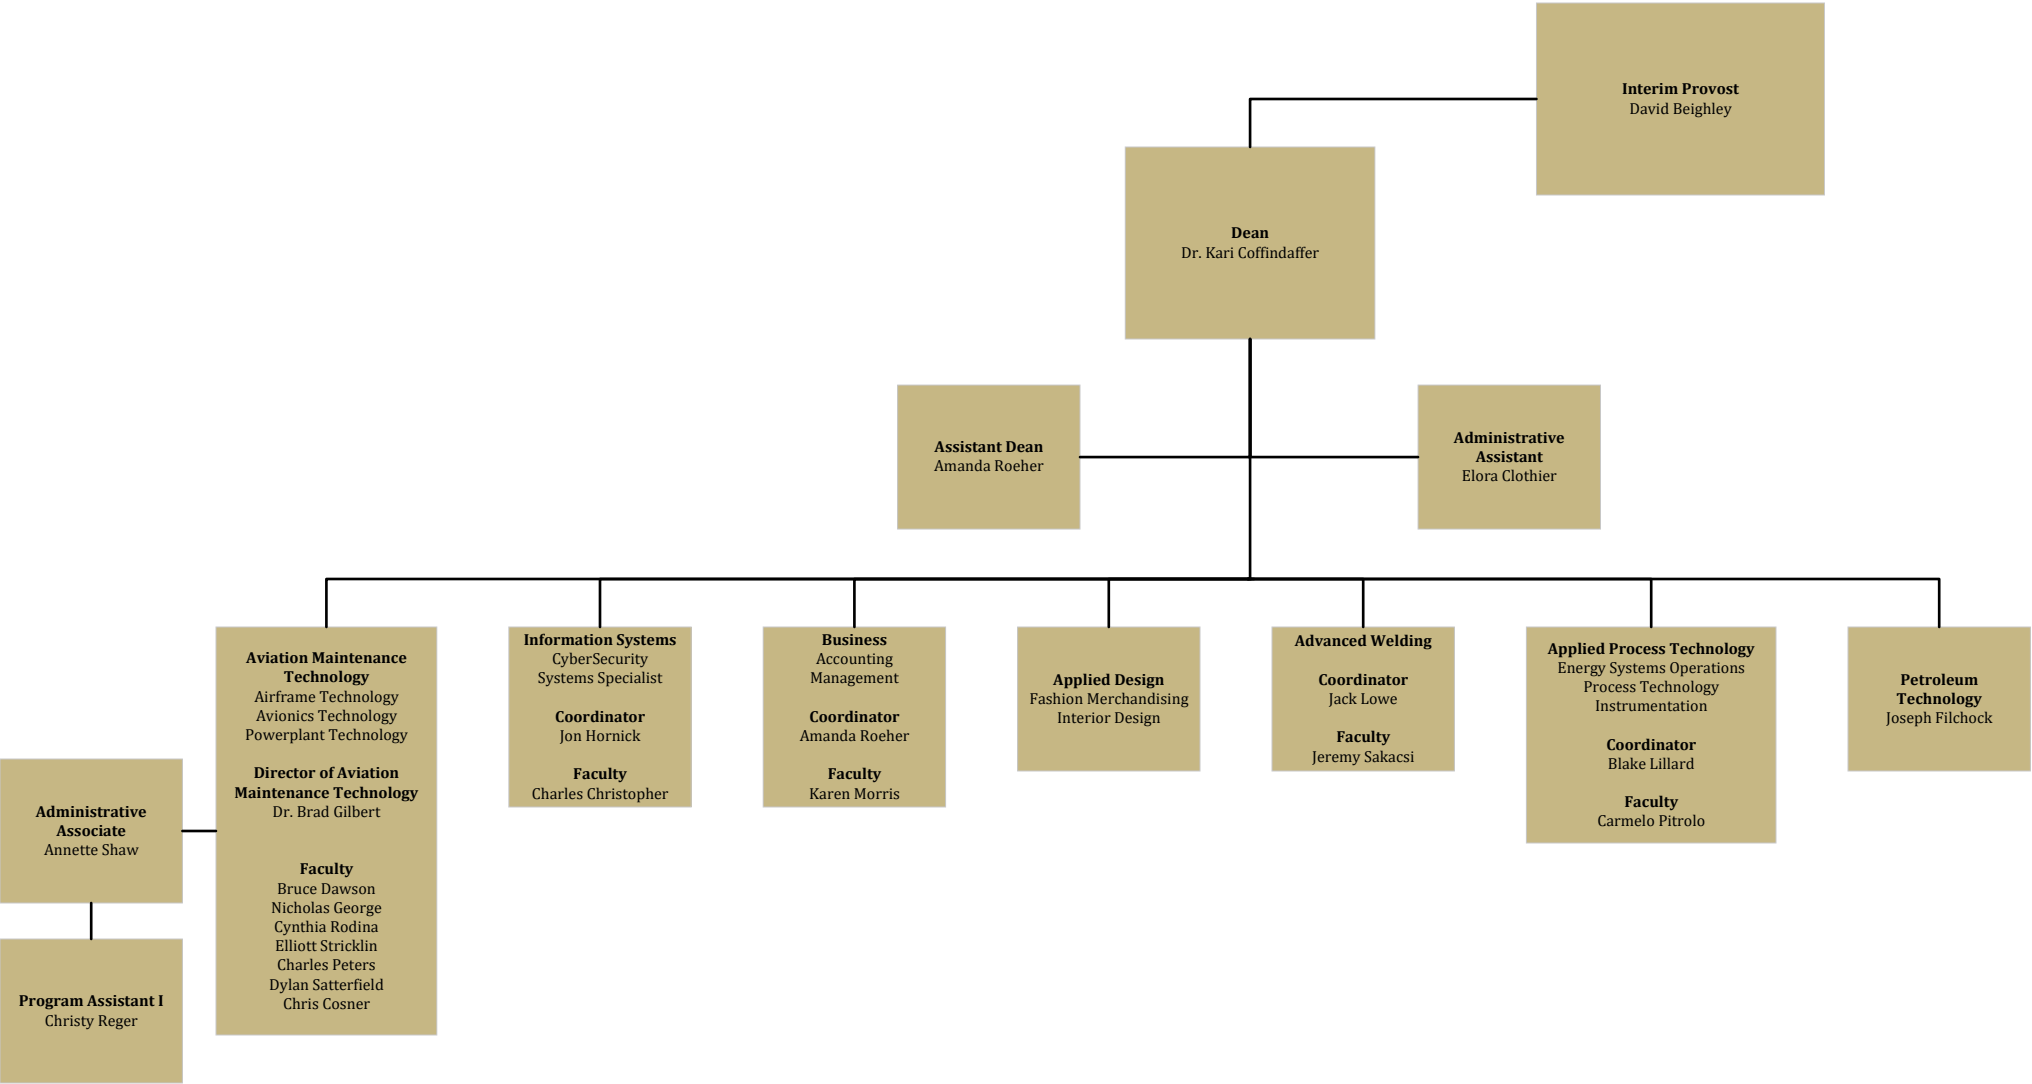 Interim Provost
David Beighley
Dean
Dr. Kari Coffindaffer
Assistant Dean
Amanda Roeher
Administrative
Assistant
Elora Clothier
Aviation Maintenance
Technology
Airframe Technology
Avionics Technology
Powerplant Technology
Director of Aviation
Maintenance Technology
Dr. Brad Gilbert
Faculty
Bruce Dawson
Nicholas George
Cynthia Rodina
Elliott Stricklin
Charles Peters
Dylan Satterfield
Chris Cosner
Administrative
Associate
Annette Shaw
Program Assistant I
Christy Reger
Information Systems
CyberSecurity
Systems Specialist
Coordinator
Jon Hornick
Faculty
Charles Christopher
Business
Accounting
Management
Coordinator
Amanda Roeher
Faculty
Karen Morris
Applied Design
Fashion Merchandising
Interior Design
Advanced Welding
Coordinator
Jack Lowe
Faculty
Jeremy Sakacsi
Applied Process Technology
Energy Systems Operations
Process Technology
Instrumentation
Coordinator
Blake Lillard
Faculty
Carmelo Pitrolo
Petroleum
Technology
Joseph Filchock